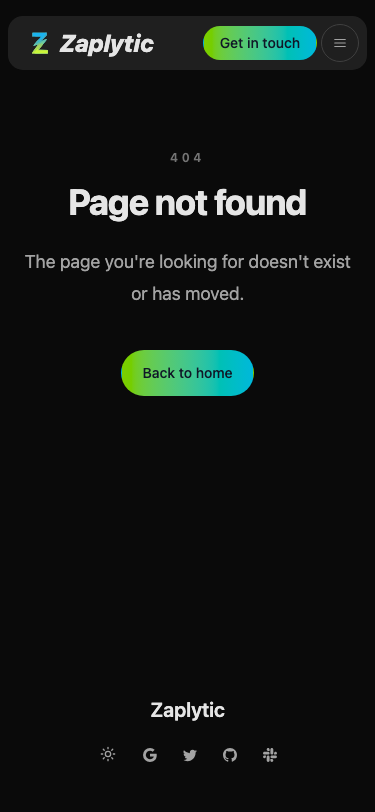 Zaplytic
Get in touch
404
Page not found
The page you're looking for doesn't exist
or has moved.
Back to home
Zaplytic